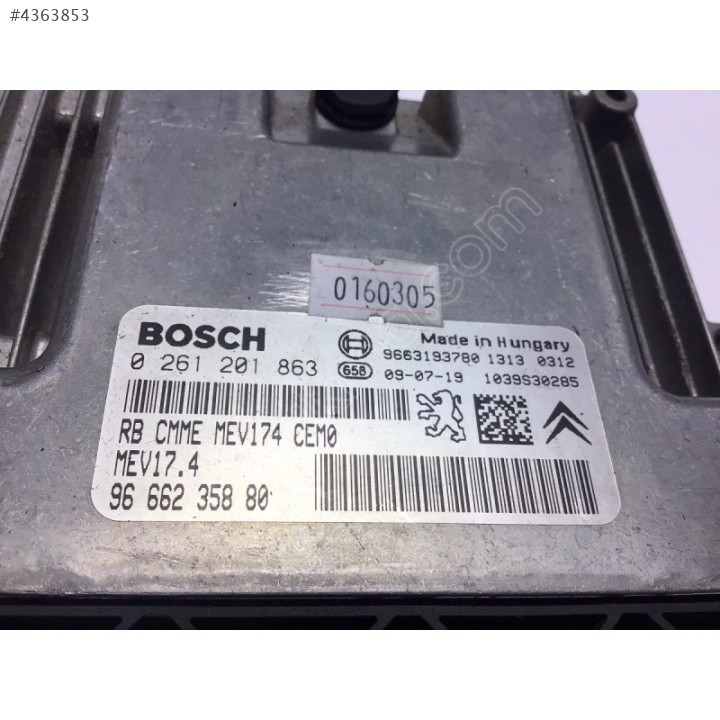 #4363853
.com
0160305
BOSCH
Made in Hungary
0 261 201 863
9663193780 1313 0312
658 09-07-19 1039S30285
RB CMME MEV174 CEM0
MEV17.4
96 662 358 80